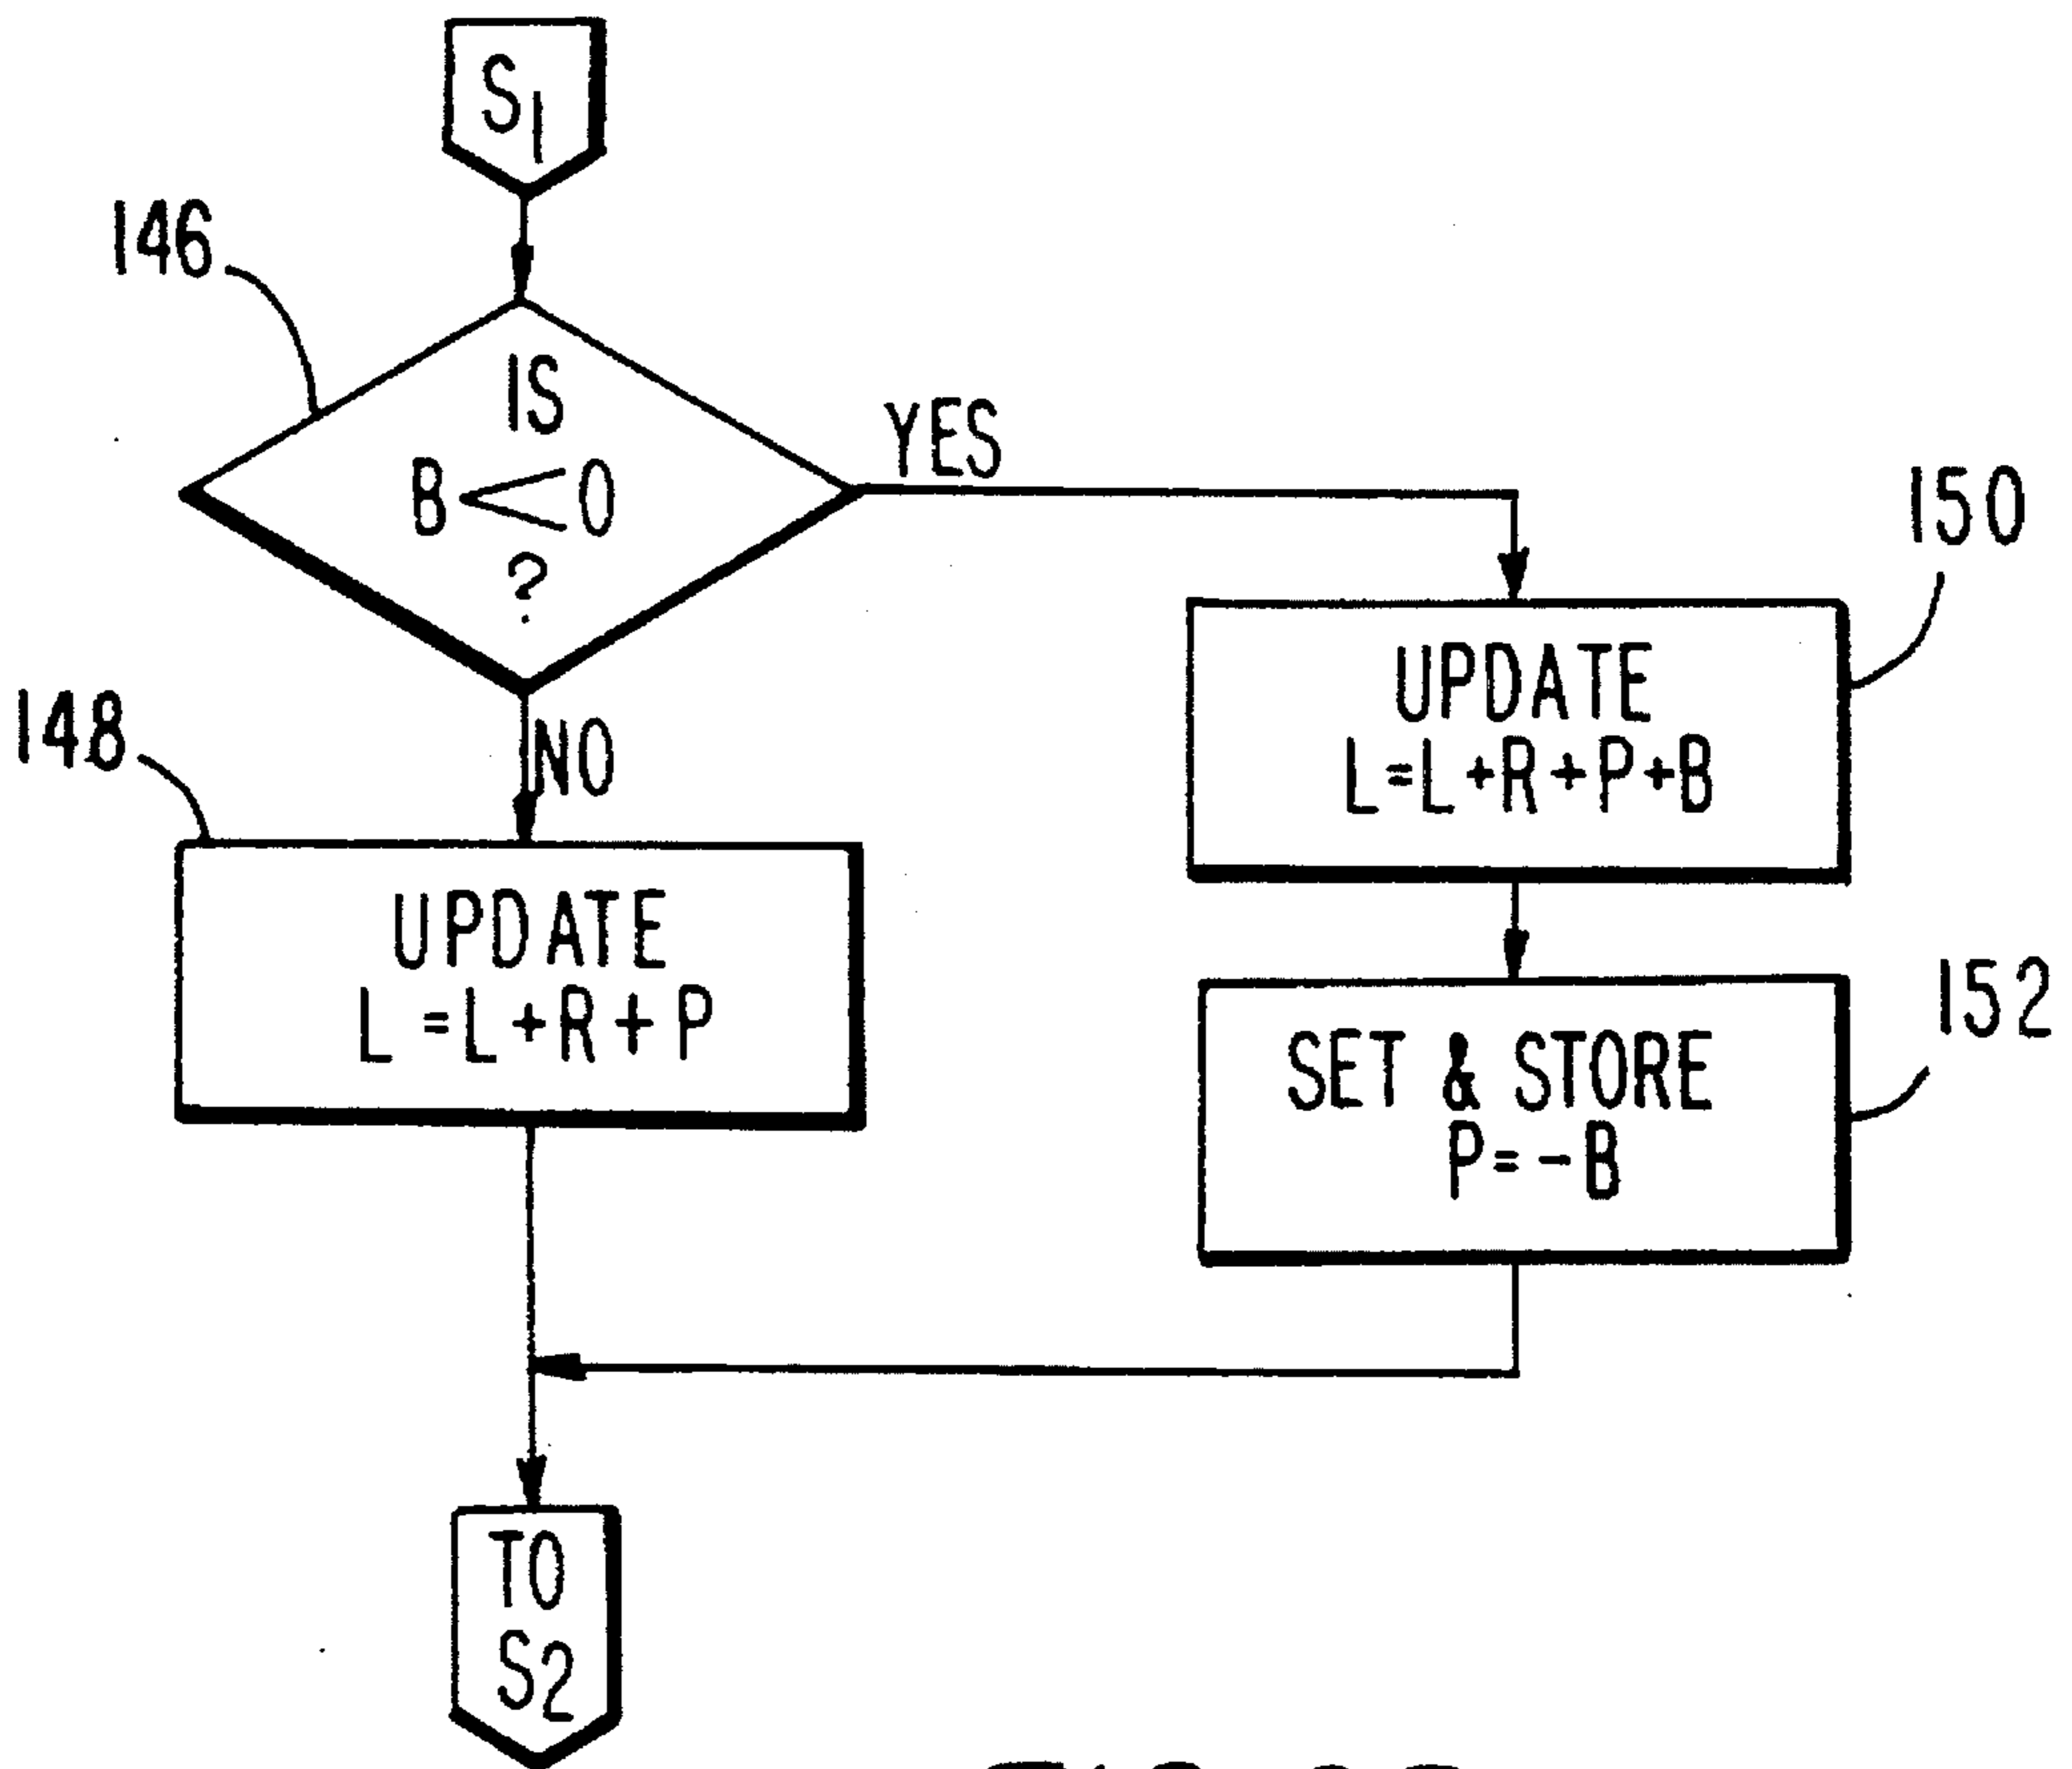 S1
146
IS
B < 0
?
YES
NO
150
UPDATE
L=L+R+P+B
148
UPDATE
L=L+R+P
152
SET & STORE
P=-B
TO
S2